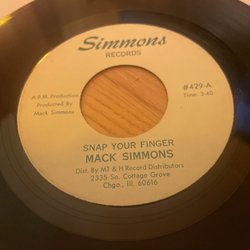 Simmons
RECORDS
A P.M. Production
Produced By
Mack Simmons
#429-A
Time: 3:40
SNAP YOUR FINGER
MACK SIMMONS
Dist. By MT & H Record Distributors
2335 So. Cottage Grove
Chgo., Ill. 60616